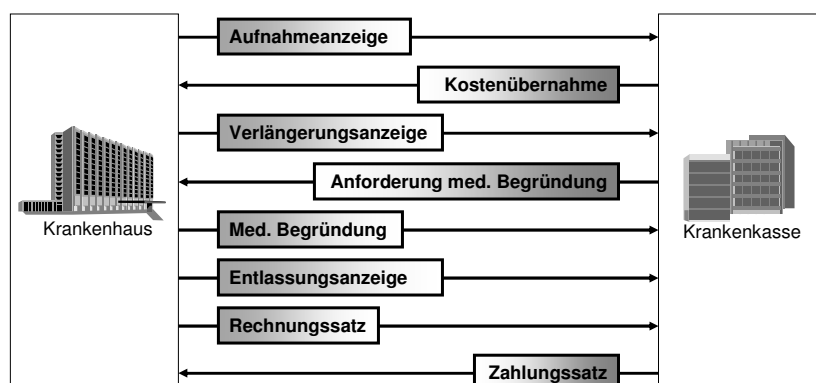 Aufnahmeanzeige
Kostenübernahme
Verlängerungsanzeige
Anforderung med. Begründung
Krankenhaus
Med. Begründung
Krankenkasse
Entlassungsanzeige
Rechnungssatz
Zahlungssatz